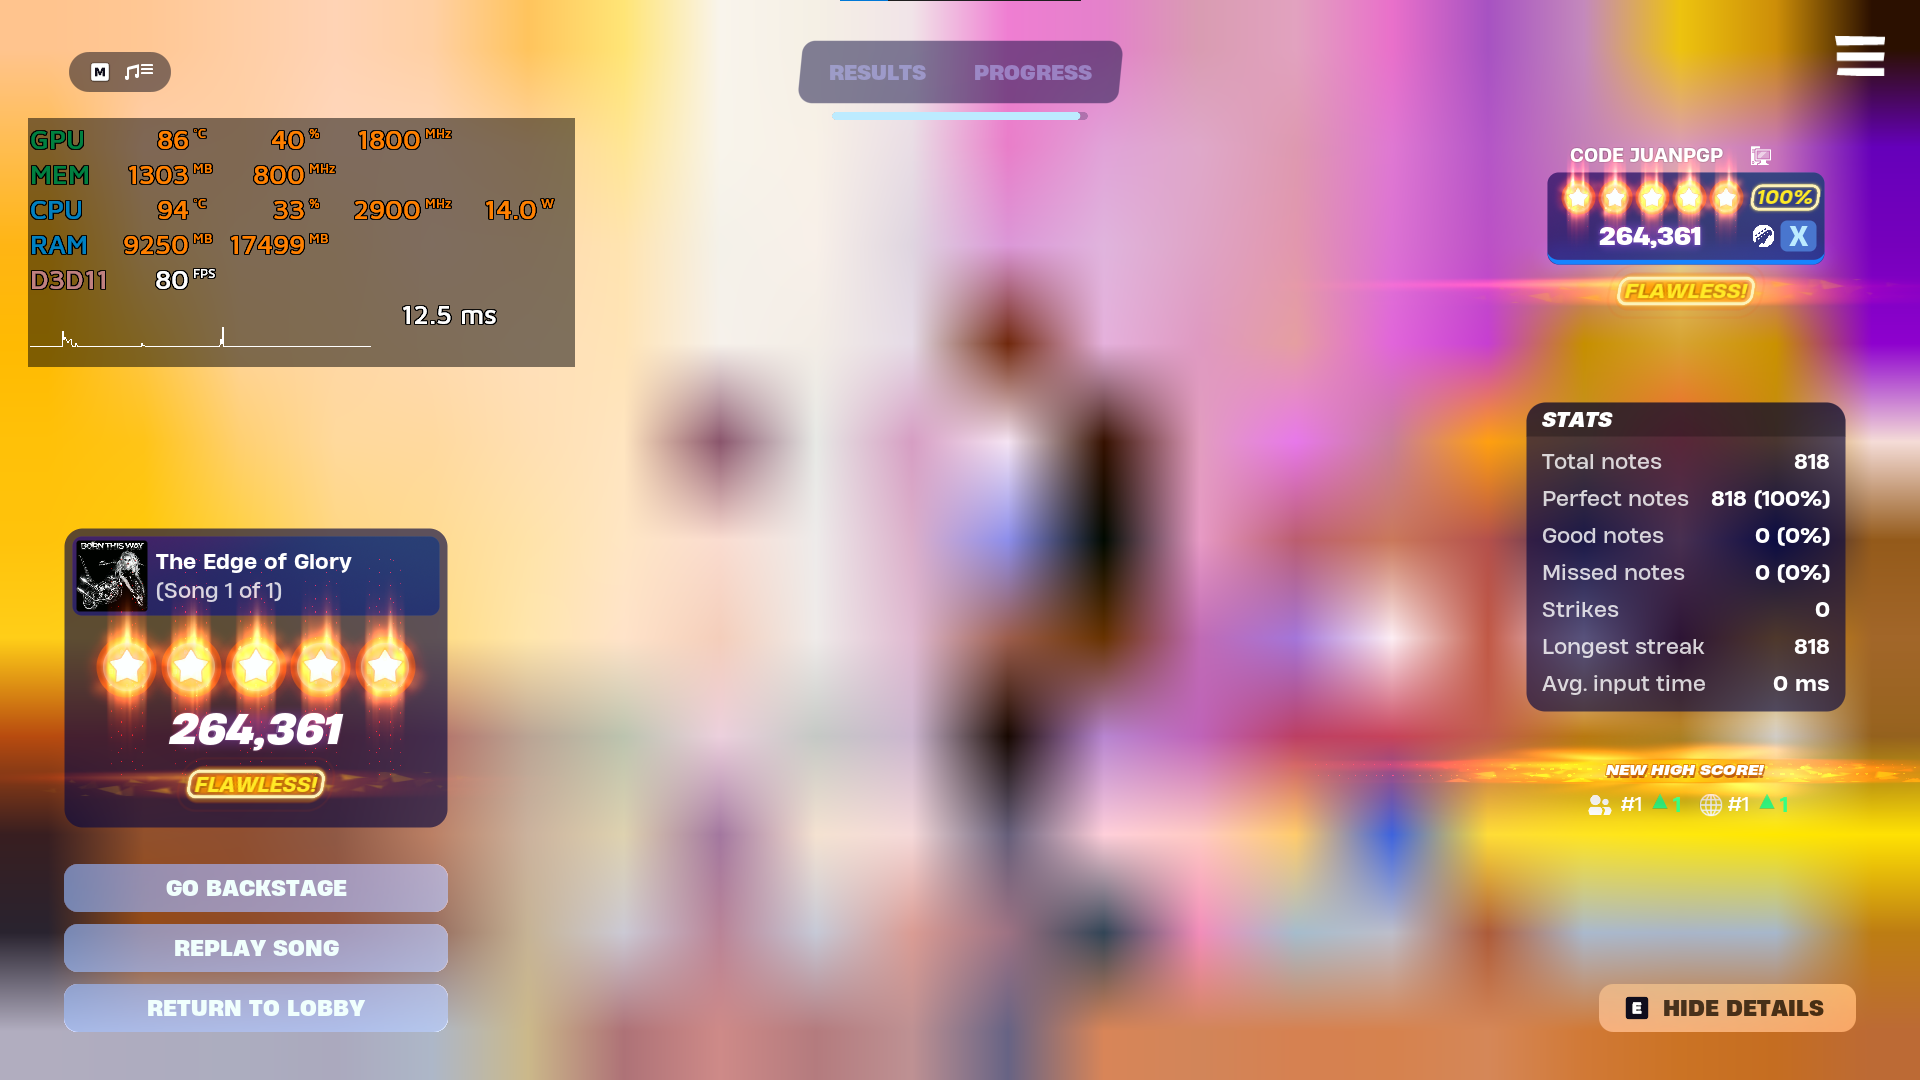 M
RESULTS PROGRESS
GPU 86 °C 40 % 1800 MHz
MEM 1303 MB 800 MHz
CPU 94 °C 33 % 2900 MHz 14.0 W
RAM 9250 MB 17499 MB
D3D11 80 FPS
12.5 ms
CODE JUANPGP
100%
264,361 X
FLAWLESS!
STATS
Total notes 818
Perfect notes 818 (100%)
Good notes 0 (0%)
Missed notes 0 (0%)
Strikes 0
Longest streak 818
Avg. input time 0 ms
NEW HIGH SCORE!
#1 ▲1 #1 ▲1
BORN THIS WAY
The Edge of Glory
(Song 1 of 1)
264,361
FLAWLESS!
GO BACKSTAGE
REPLAY SONG
RETURN TO LOBBY
E HIDE DETAILS